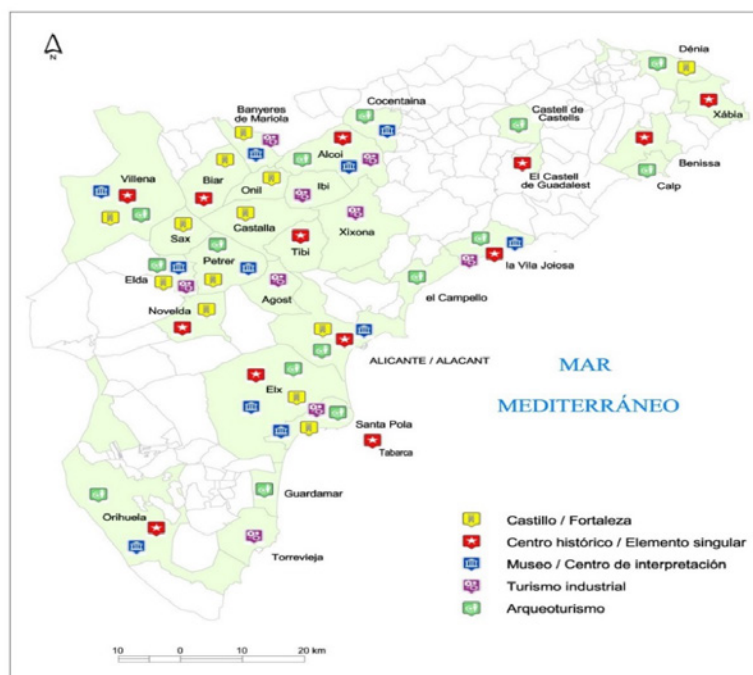 N
Dénia
Xábia
Cocentaina
Castell de
Castells
Banyeres
de Mariola
Alcoi
Benissa
Calp
El Castell
de Guadalest
Villena
Biar
Onil
Ibi
Castalla
Xixona
Sax
Tibi
Petrer
la Vila Joiosa
Elda
Agost
el Campello
Novelda
ALICANTE / ALACANT
MAR
MEDITERRÁNEO
Elx
Santa Pola
Tabarca
Guardamar
Orihuela
Torrevieja
Castillo / Fortaleza
Centro histórico / Elemento singular
Museo / Centro de interpretación
Turismo industrial
Arqueoturismo
10 0 10 20 km